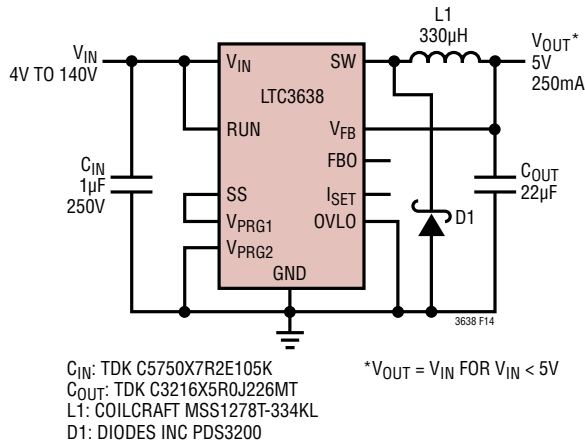 L1
330µH
V_IN
4V TO 140V
V_OUT*
5V
250mA
V_IN
SW
LTC3638
RUN
V_FB
C_IN
1µF
250V
FBO
C_OUT
22µF
SS
I_SET
V_PRG1
OVLO
D1
V_PRG2
GND
3638 F14
C_IN: TDK C5750X7R2E105K
*V_OUT = V_IN FOR V_IN < 5V
C_OUT: TDK C3216X5R0J226MT
L1: COILCRAFT MSS1278T-334KL
D1: DIODES INC PDS3200